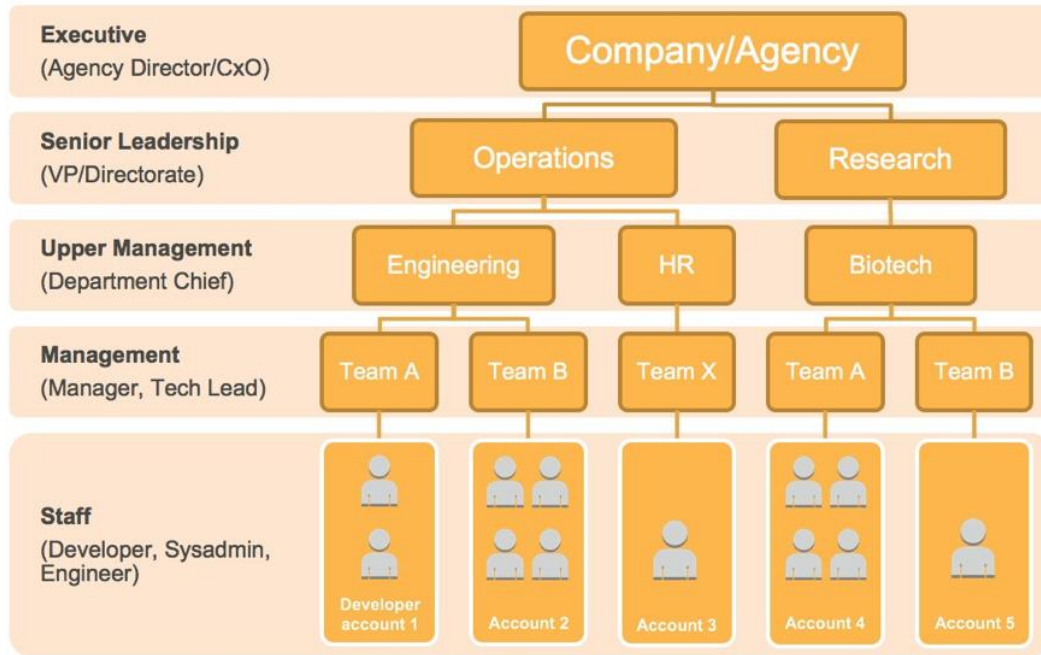 Executive
(Agency Director/CxO)
Company/Agency
Senior Leadership
(VP/Directorate)
Operations
Research
Upper Management
(Department Chief)
Engineering
HR
Biotech
Management
(Manager, Tech Lead)
Team A
Team B
Team X
Team A
Team B
Staff
(Developer, Sysadmin,
Engineer)
Developer
account 1
Account 2
Account 3
Account 4
Account 5